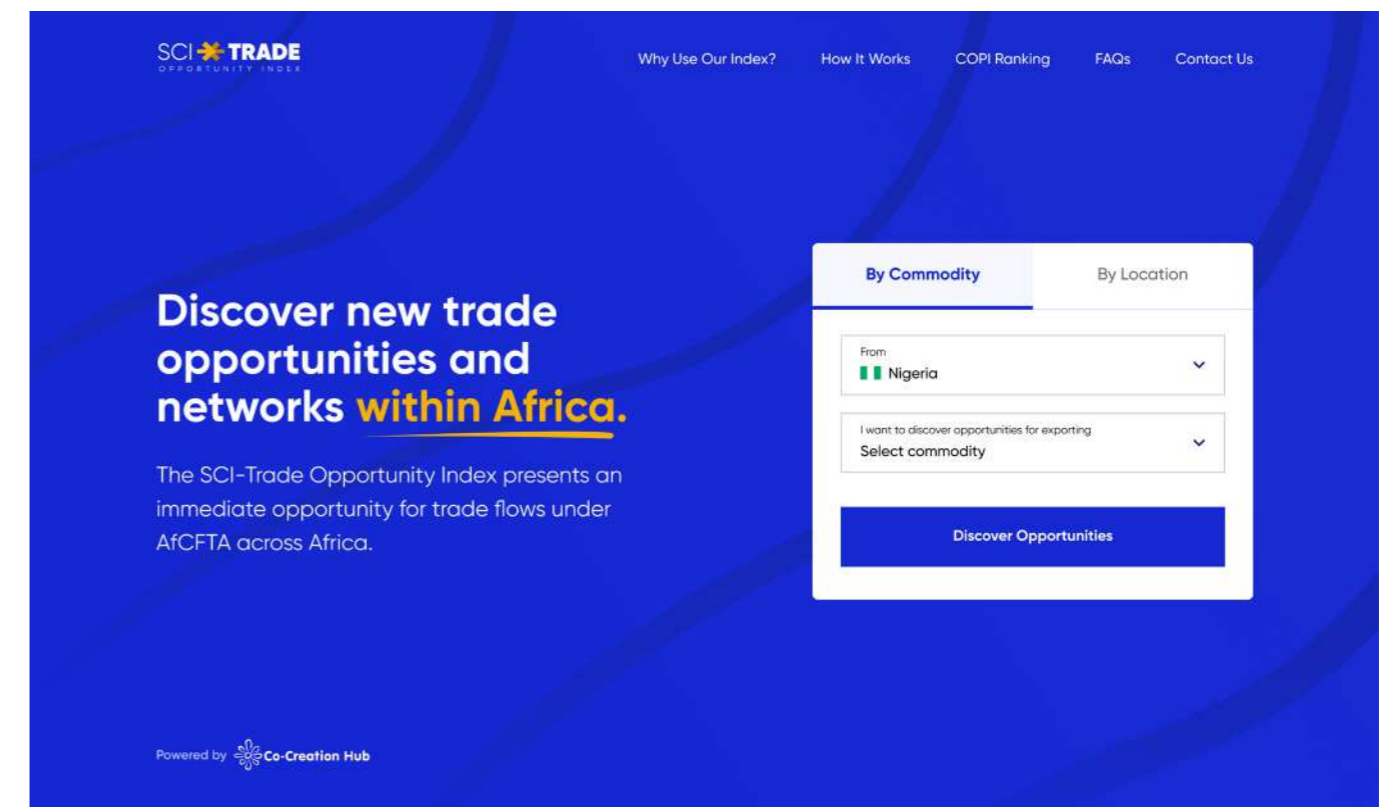 SCI TRADE
OPPORTUNITY INDEX
Why Use Our Index?
How It Works
COPI Ranking
FAQs
Contact Us
Discover new trade
opportunities and
networks within Africa.
The SCI-Trade Opportunity Index presents an
immediate opportunity for trade flows under
AfCFTA across Africa.
By Commodity
By Location
From
Nigeria
I want to discover opportunities for exporting
Select commodity
Discover Opportunities
Powered by Co-Creation Hub